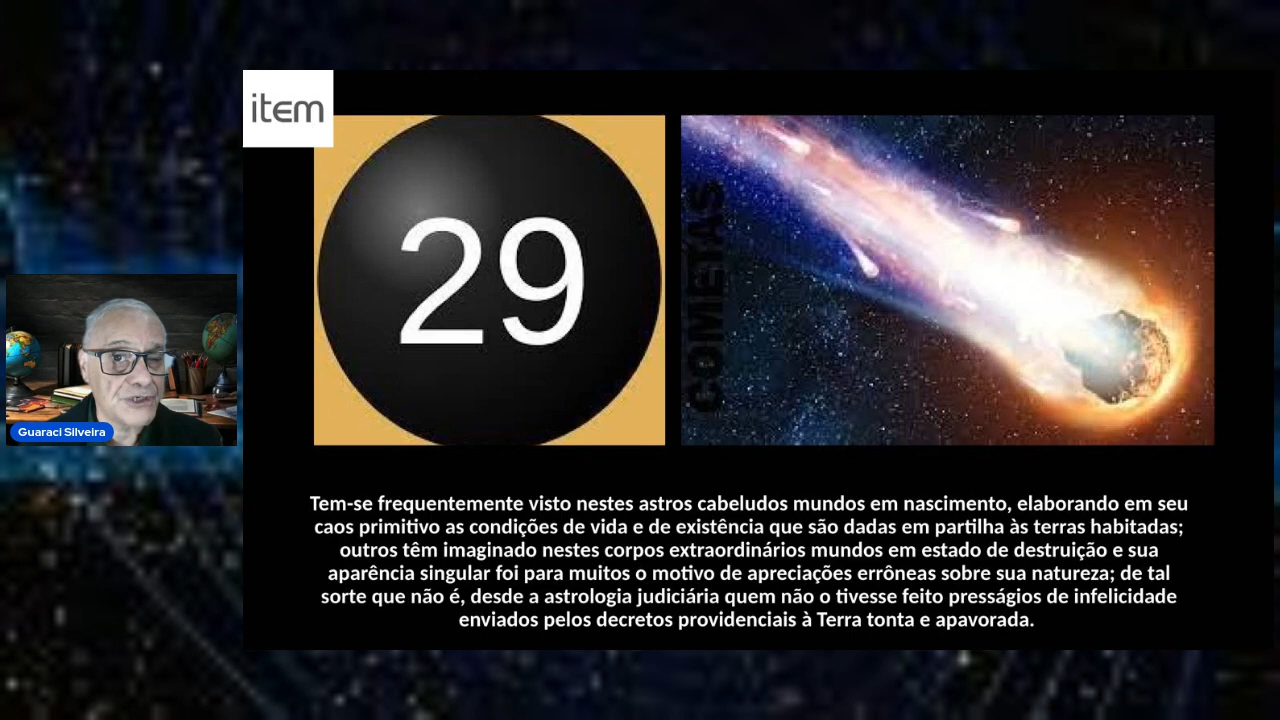 item
29
COMETAS
Guaraci Silveira
Tem-se frequentemente visto nestes astros cabeludos mundos em nascimento, elaborando em seu
caos primitivo as condições de vida e de existência que são dadas em partilha às terras habitadas;
outros têm imaginado nestes corpos extraordinários mundos em estado de destruição e sua
aparência singular foi para muitos o motivo de apreciações errôneas sobre sua natureza; de tal
sorte que não é, desde a astrologia judiciária quem não o tivesse feito presságios de infelicidade
enviados pelos decretos providenciais à Terra tonta e apavorada.